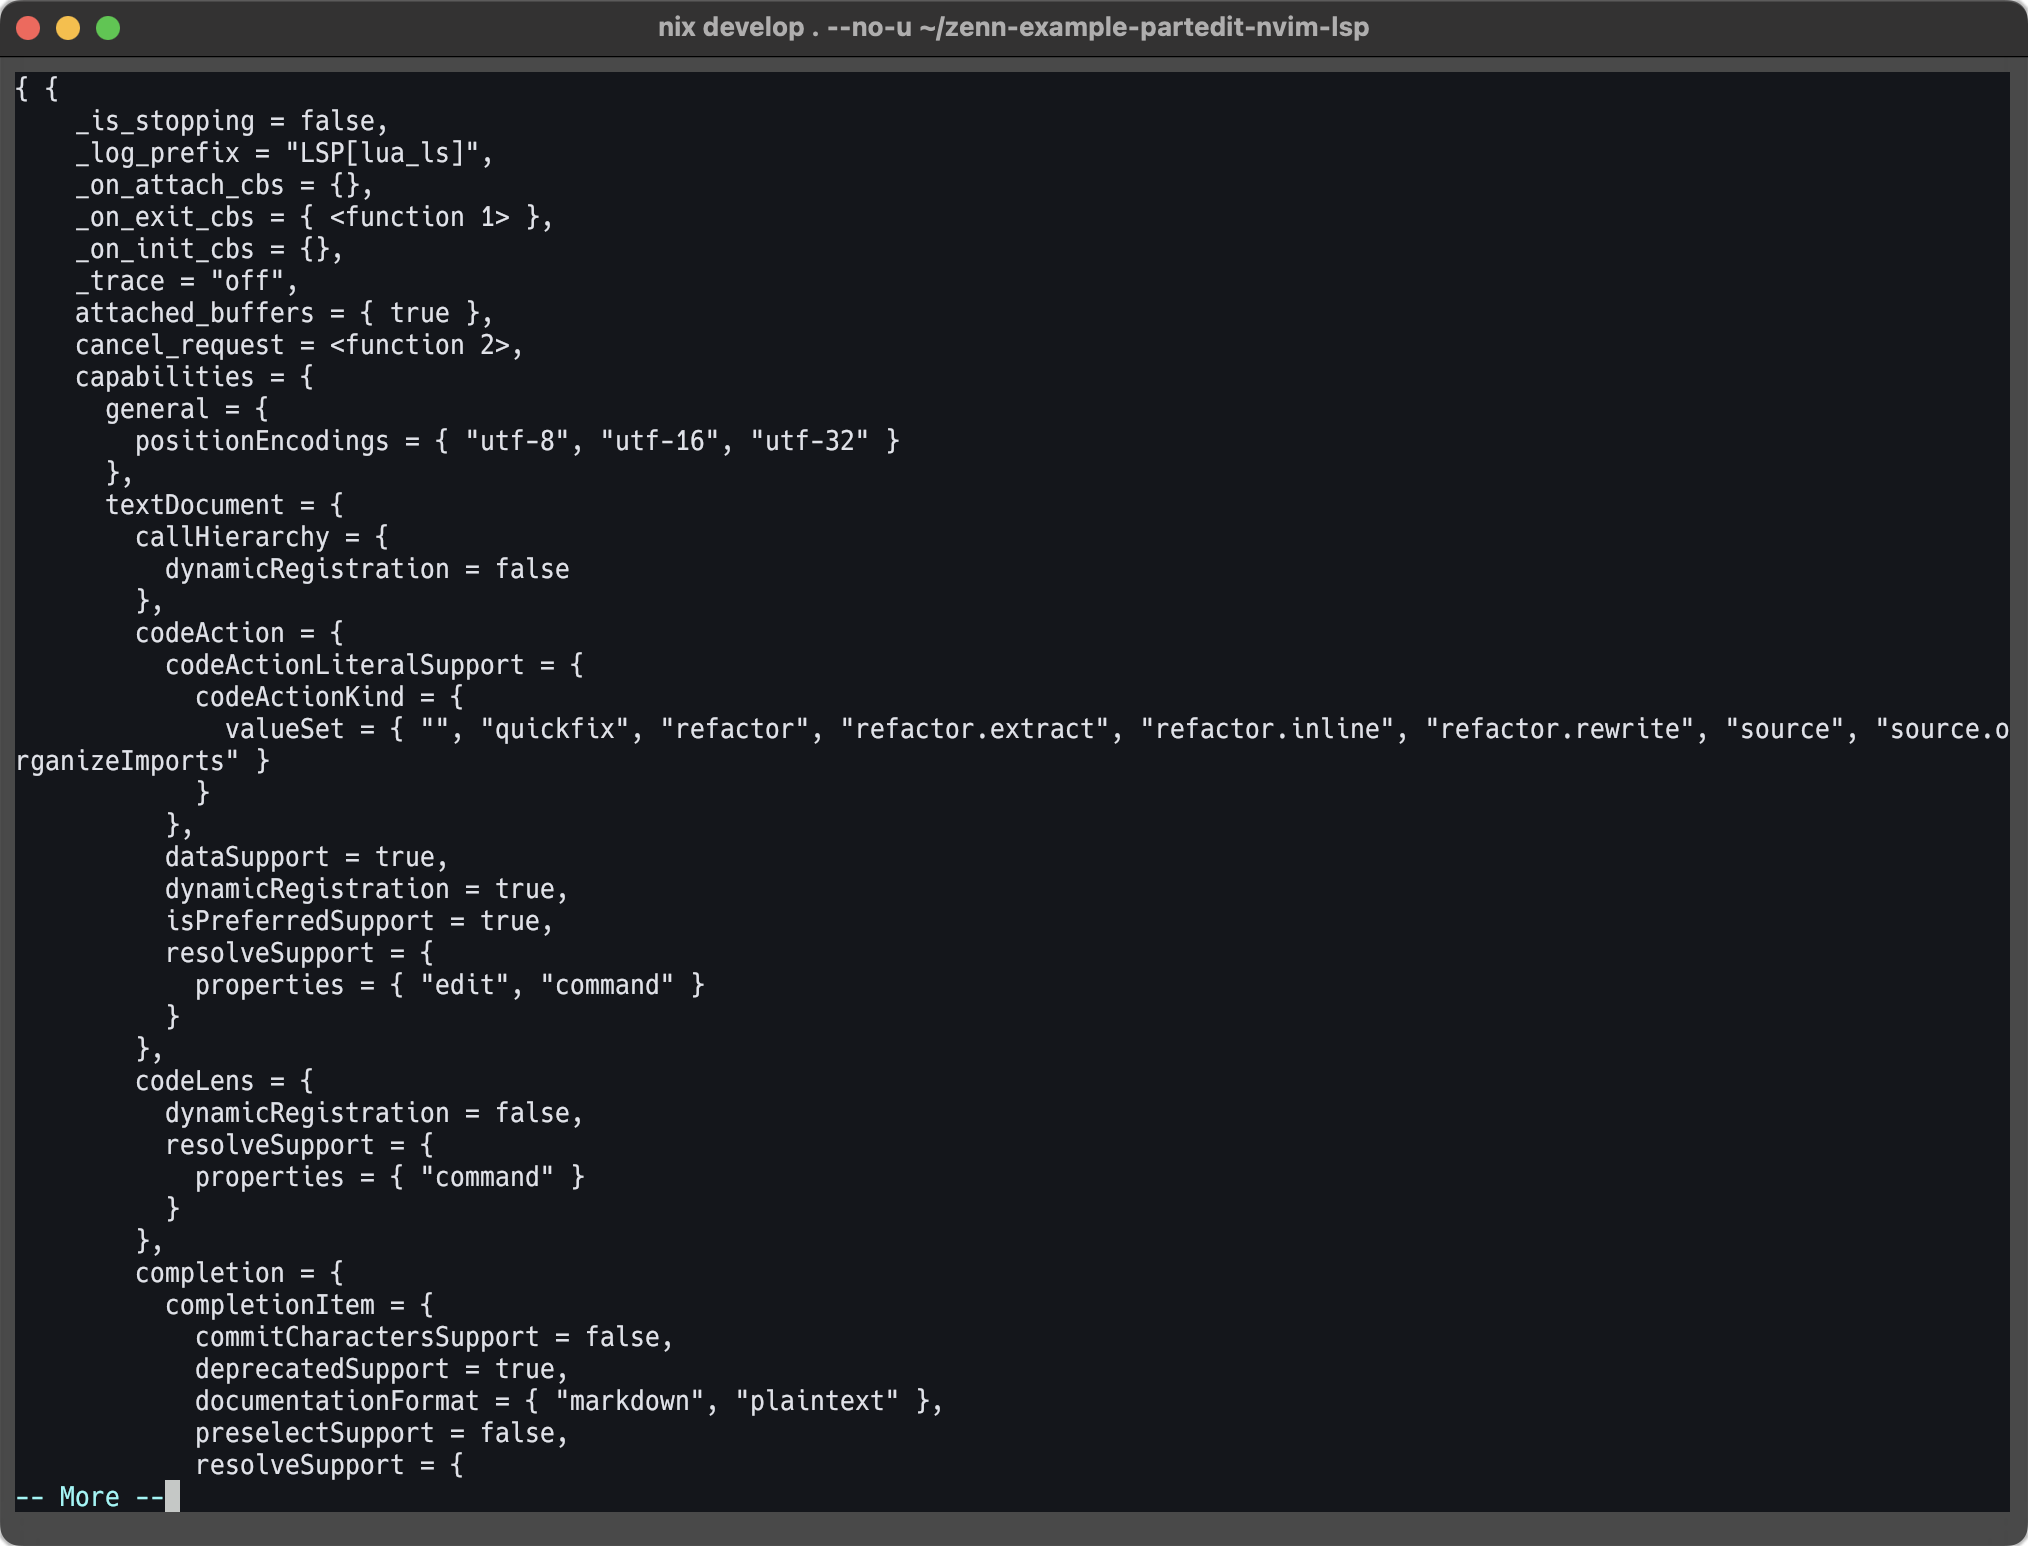 nix develop . --no-u ~/zenn-example-partedit-nvim-lsp
{ {
    _is_stopping = false,
    _log_prefix = "LSP[lua_ls]",
    _on_attach_cbs = {},
    _on_exit_cbs = { <function 1> },
    _on_init_cbs = {},
    _trace = "off",
    attached_buffers = { true },
    cancel_request = <function 2>,
    capabilities = {
      general = {
        positionEncodings = { "utf-8", "utf-16", "utf-32" }
      },
      textDocument = {
        callHierarchy = {
          dynamicRegistration = false
        },
        codeAction = {
          codeActionLiteralSupport = {
            codeActionKind = {
              valueSet = { "", "quickfix", "refactor", "refactor.extract", "refactor.inline", "refactor.rewrite", "source", "source.o
rganizeImports" }
            }
          },
          dataSupport = true,
          dynamicRegistration = true,
          isPreferredSupport = true,
          resolveSupport = {
            properties = { "edit", "command" }
          }
        },
        codeLens = {
          dynamicRegistration = false,
          resolveSupport = {
            properties = { "command" }
          }
        },
        completion = {
          completionItem = {
            commitCharactersSupport = false,
            deprecatedSupport = true,
            documentationFormat = { "markdown", "plaintext" },
            preselectSupport = false,
            resolveSupport = {
-- More --